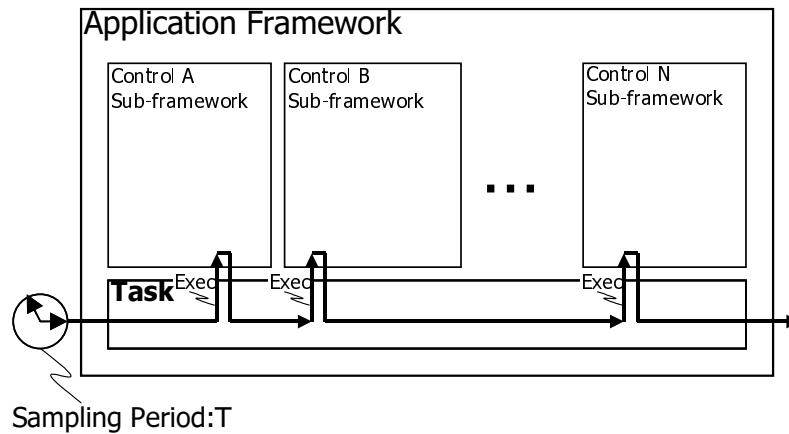 Application Framework
Control A
Sub-framework
Control B
Sub-framework
Control N
Sub-framework
...
Task
Exec
Exec
Exec
Sampling Period:T